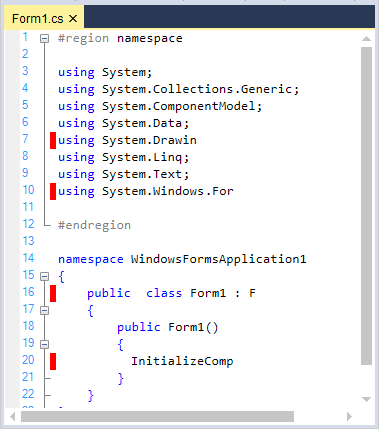 Form1.cs ×
1 #region namespace
2
3 using System;
4 using System.Collections.Generic;
5 using System.ComponentModel;
6 using System.Data;
7 using System.Drawin
8 using System.Linq;
9 using System.Text;
10 using System.Windows.For
11
12 #endregion
13
14 namespace WindowsFormsApplication1
15 {
16 public  class Form1 : F
17 {
18 public Form1()
19 {
20 InitializeComp
21 }
22 }